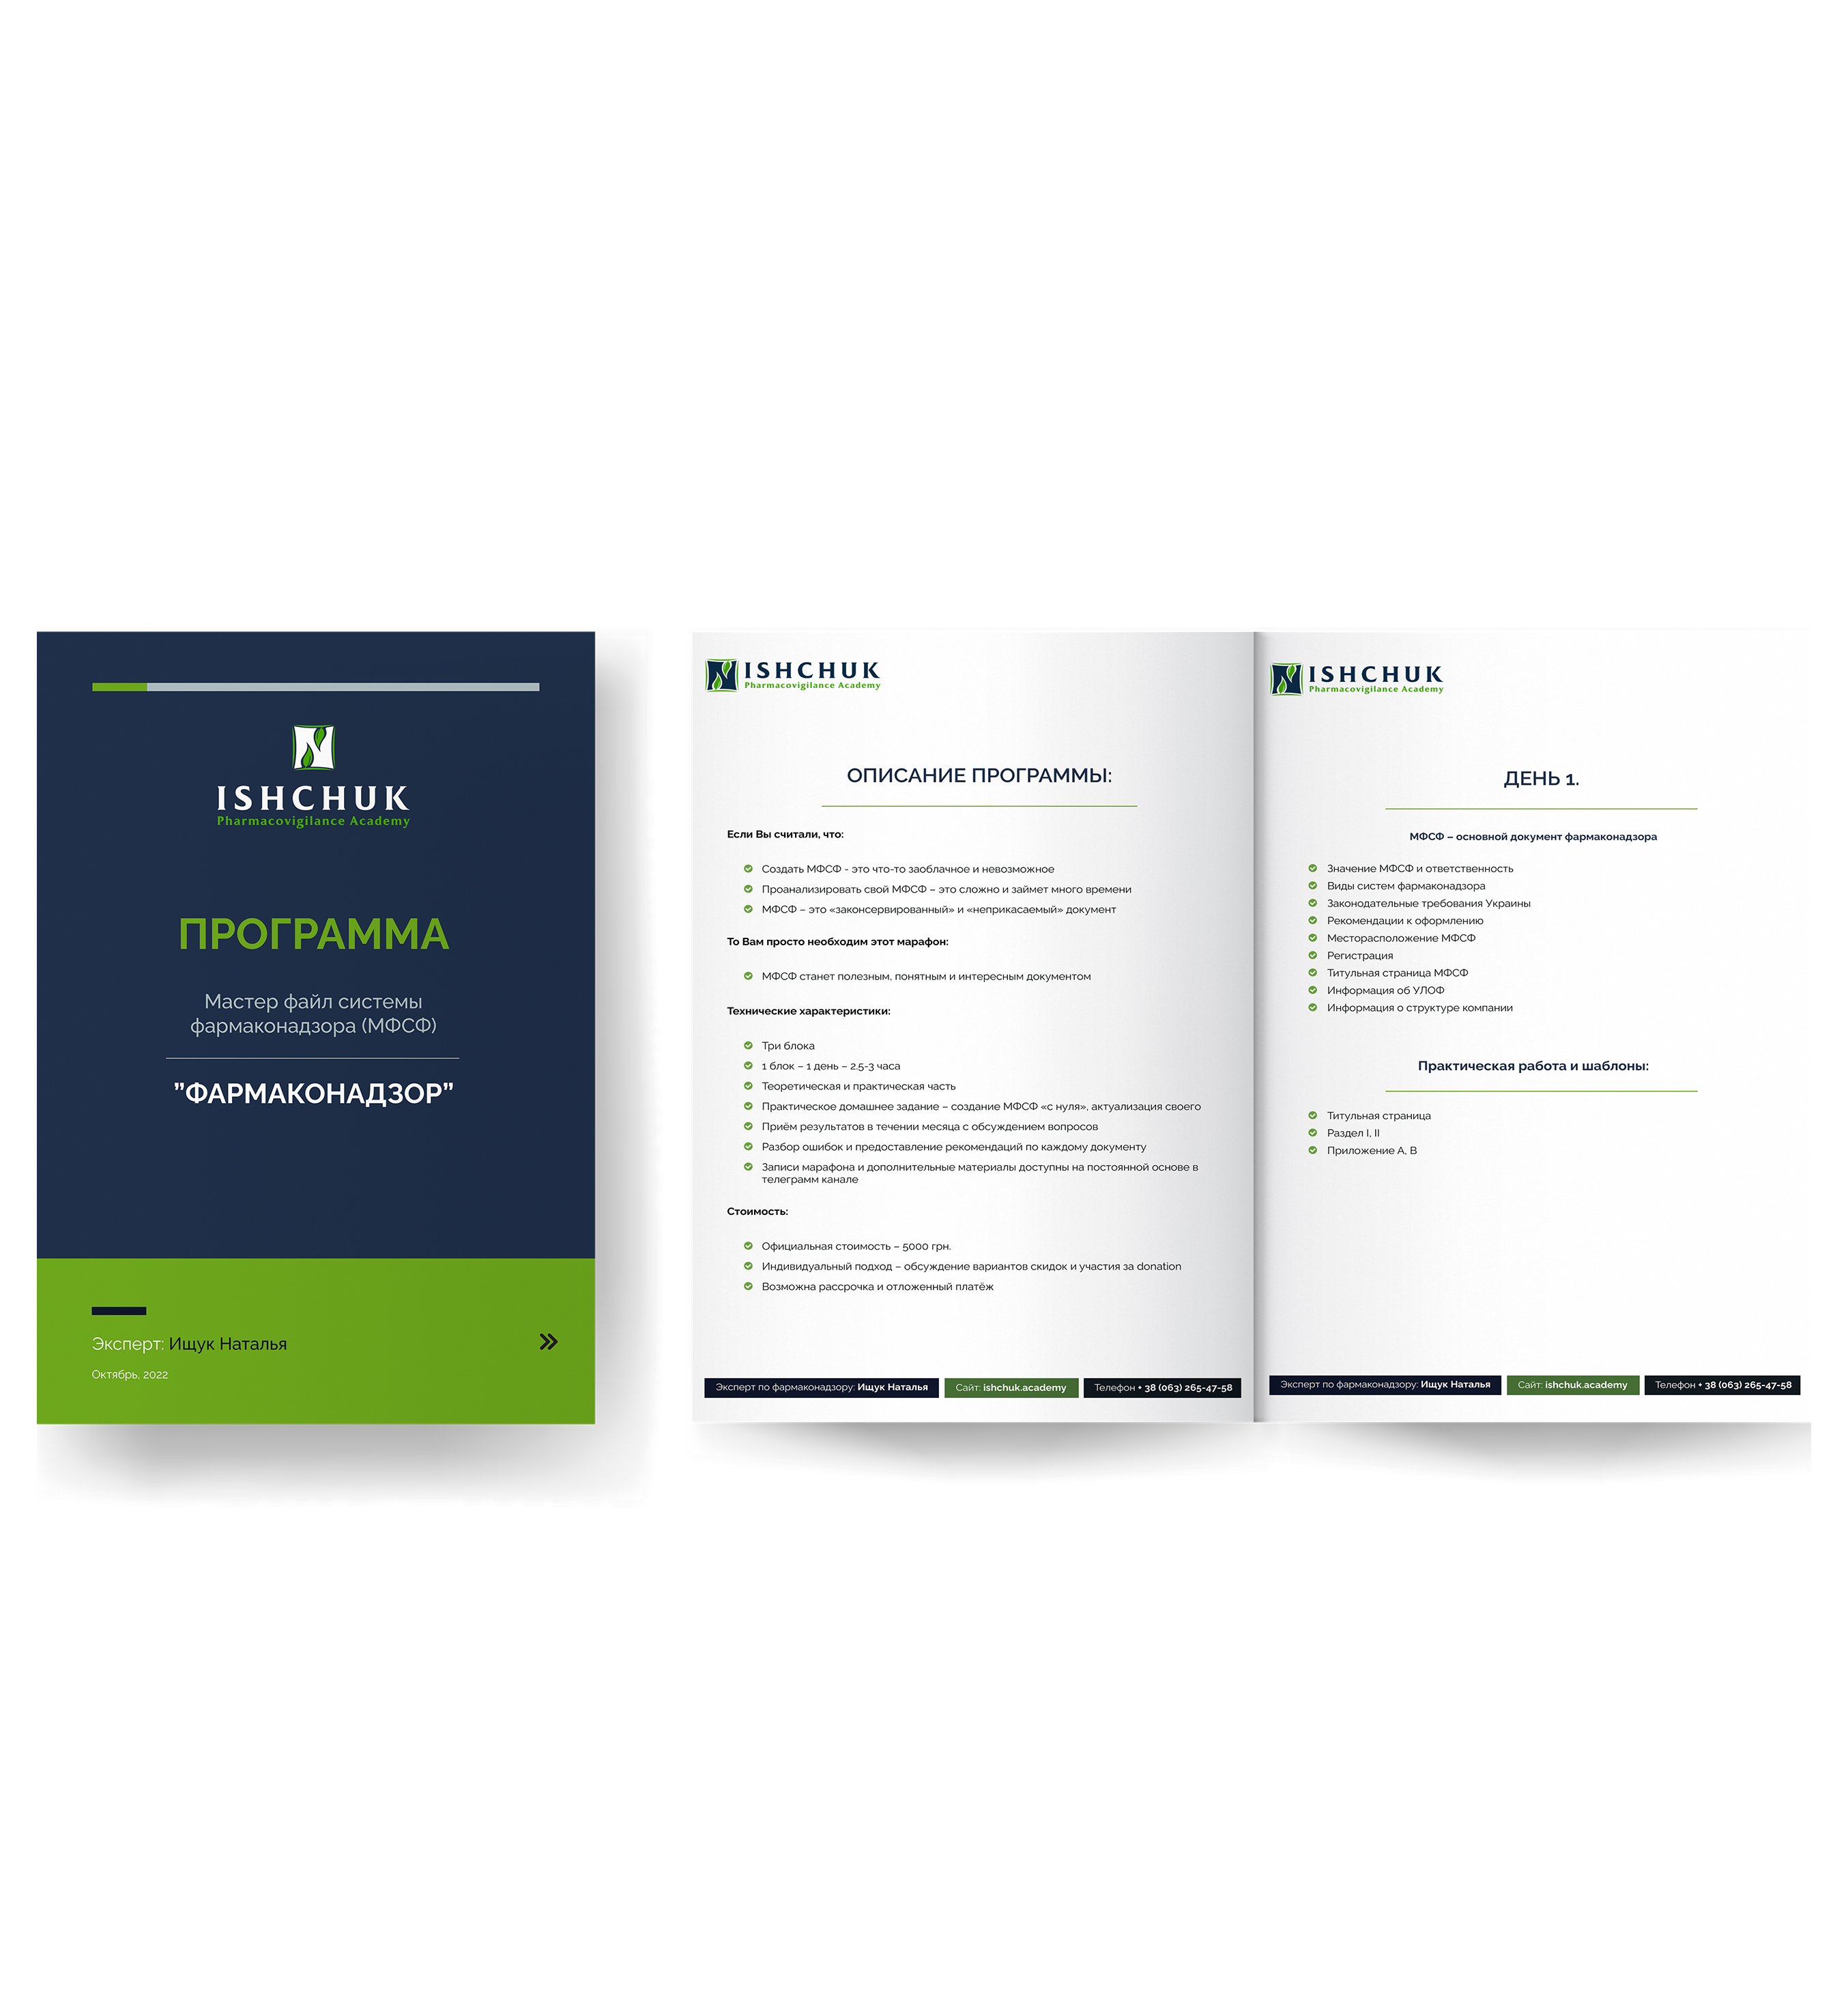 ISHCHUK
Pharmacovigilance Academy
ПРОГРАММА
Мастер файл системы
фармаконадзора (МФСФ)
”ФАРМАКОНАДЗОР”
Эксперт: Ищук Наталья
Октябрь, 2022
ISHCHUK
Pharmacovigilance Academy
ОПИСАНИЕ ПРОГРАММЫ:
Если Вы считали, что:
Создать МФСФ - это что-то заоблачное и невозможное
Проанализировать свой МФСФ – это сложно и займет много времени
МФСФ – это «законсервированный» и «неприкасаемый» документ
То Вам просто необходим этот марафон:
МФСФ станет полезным, понятным и интересным документом
Технические характеристики:
Три блока
1 блок – 1 день – 2,5-3 часа
Теоретическая и практическая часть
Практическое домашнее задание – создание МФСФ «с нуля», актуализация своего
Приём результатов в течении месяца с обсуждением вопросов
Разбор ошибок и предоставление рекомендаций по каждому документу
Записи марафона и дополнительные материалы доступны на постоянной основе в
телеграмм канале
Стоимость:
Официальная стоимость – 5000 грн.
Индивидуальный подход – обсуждение вариантов скидок и участия за donation
Возможна рассрочка и отложенный платёж
Эксперт по фармаконадзору: Ищук Наталья
Сайт: ishchuk.academy
Телефон + 38 (063) 265-47-58
ISHCHUK
Pharmacovigilance Academy
ДЕНЬ 1.
МФСФ – основной документ фармаконадзора
Значение МФСФ и ответственность
Виды систем фармаконадзора
Законодательные требования Украины
Рекомендации к оформлению
Месторасположение МФСФ
Регистрация
Титульная страница МФСФ
Информация об УЛОФ
Информация о структуре компании
Практическая работа и шаблоны:
Титульная страница
Раздел I, II
Приложение А, В
Эксперт по фармаконадзору: Ищук Наталья
Сайт: ishchuk.academy
Телефон + 38 (063) 265-47-58